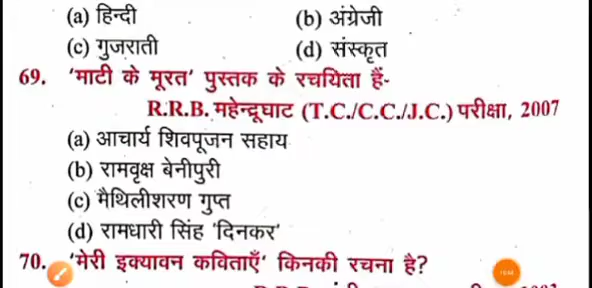 (a) हिन्दी (b) अंग्रेजी
(c) गुजराती (d) संस्कृत
69. 'माटी के मूरत' पुस्तक के रचयिता हैं-
R.R.B. महेन्द्रूघाट (T.C./C.C./J.C.) परीक्षा, 2007
(a) आचार्य शिवपूजन सहाय
(b) रामवृक्ष बेनीपुरी
(c) मैथिलीशरण गुप्त
(d) रामधारी सिंह 'दिनकर'
70. 'मेरी इक्यावन कविताएँ' किनकी रचना है?